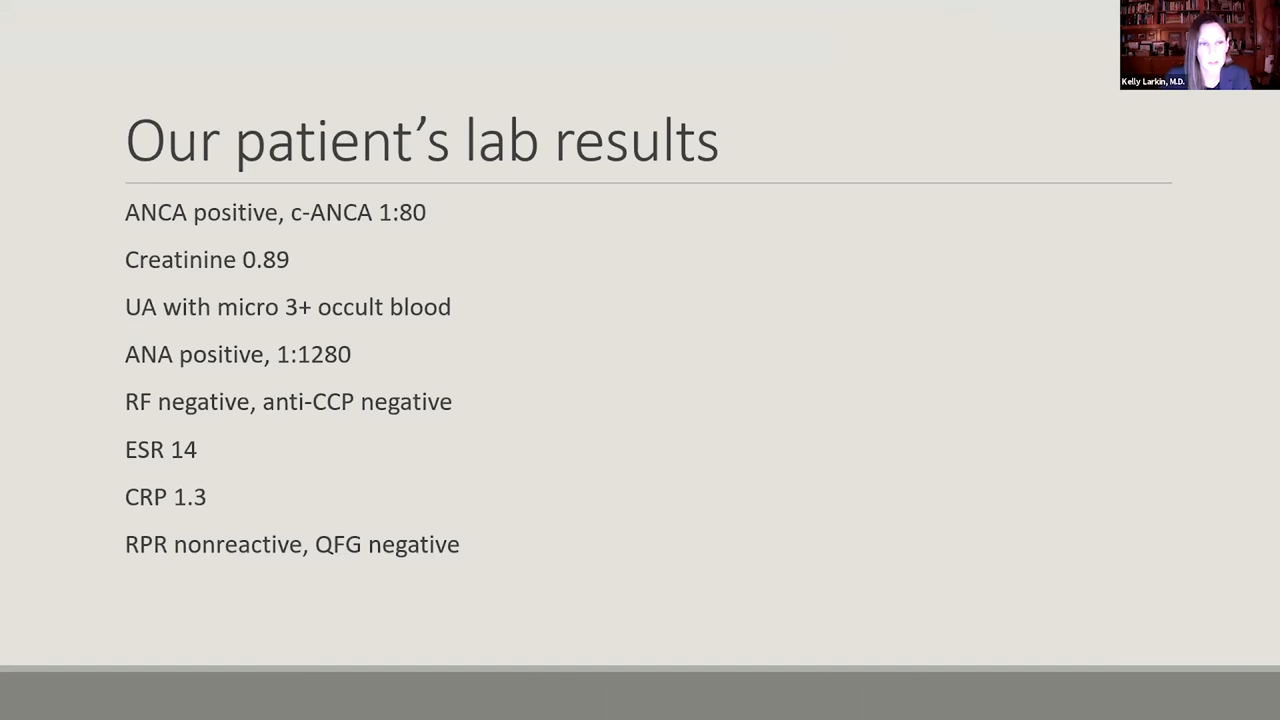 Kelly Larkin, M.D.
Our patient’s lab results
ANCA positive, c-ANCA 1:80
Creatinine 0.89
UA with micro 3+ occult blood
ANA positive, 1:1280
RF negative, anti-CCP negative
ESR 14
CRP 1.3
RPR nonreactive, QFG negative